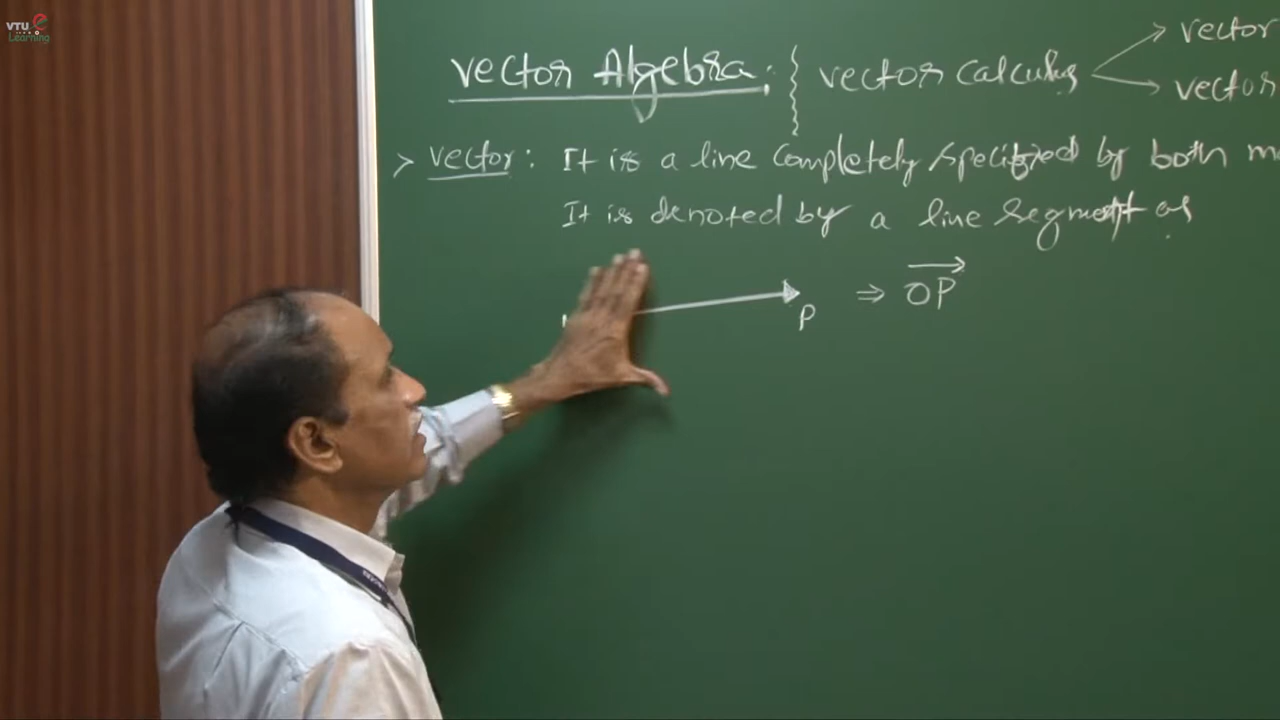 VTU e
Learning
vector Algebra. vector calculus → vector
→ vector
> vector : It is a line completely specified by both
It is denoted by a line segment as
P ⇒ OP